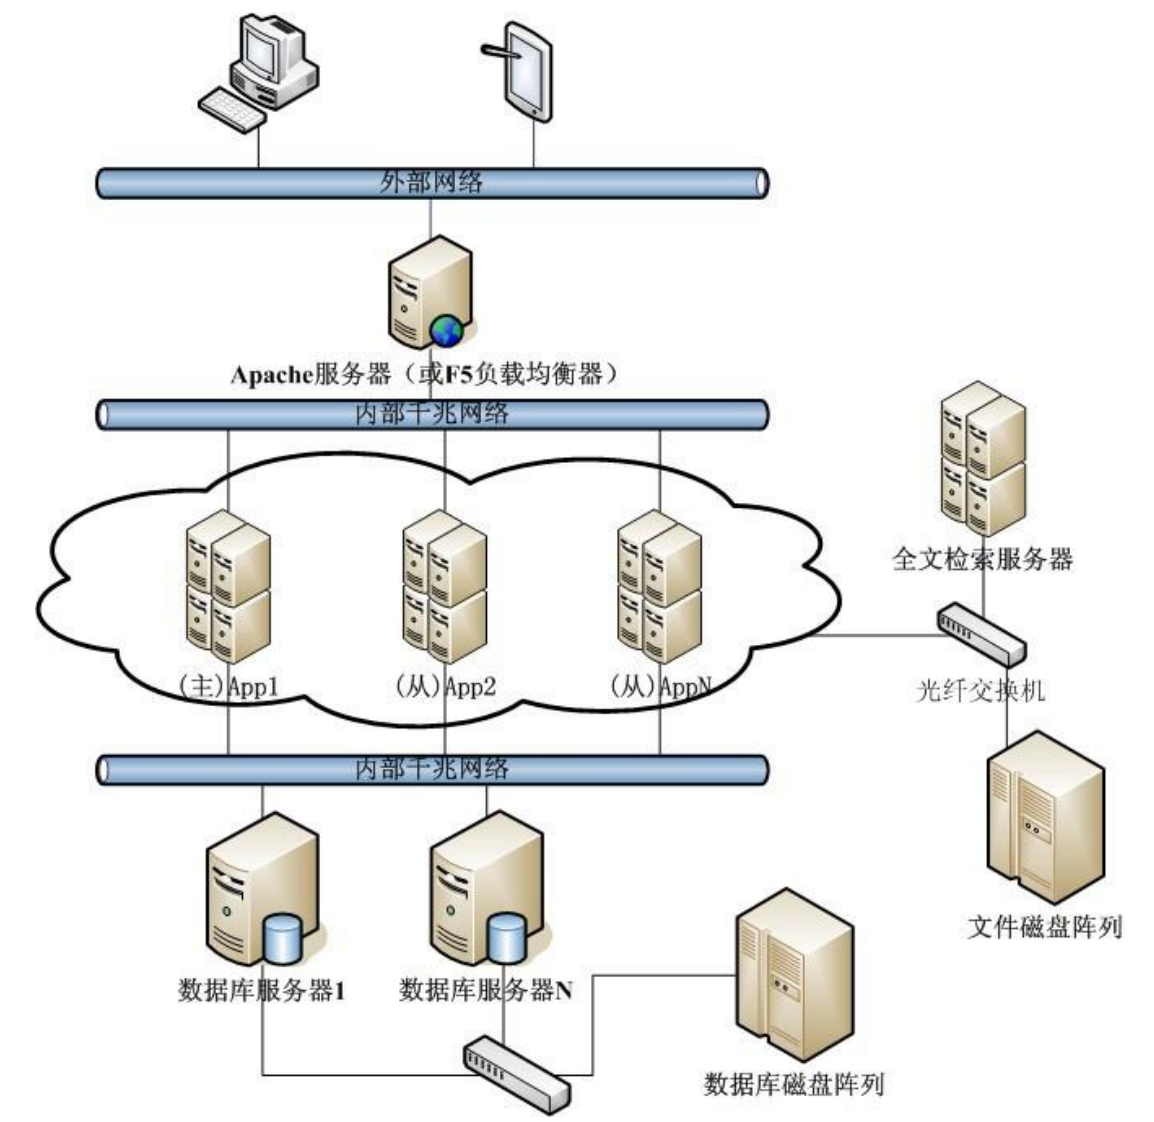 外部网络
Apache服务器（或F5负载均衡器）
内部千兆网络
全文检索服务器
(主)App1
(从)App2
(从)AppN
光纤交换机
内部千兆网络
文件磁盘阵列
数据库服务器1
数据库服务器N
数据库磁盘阵列